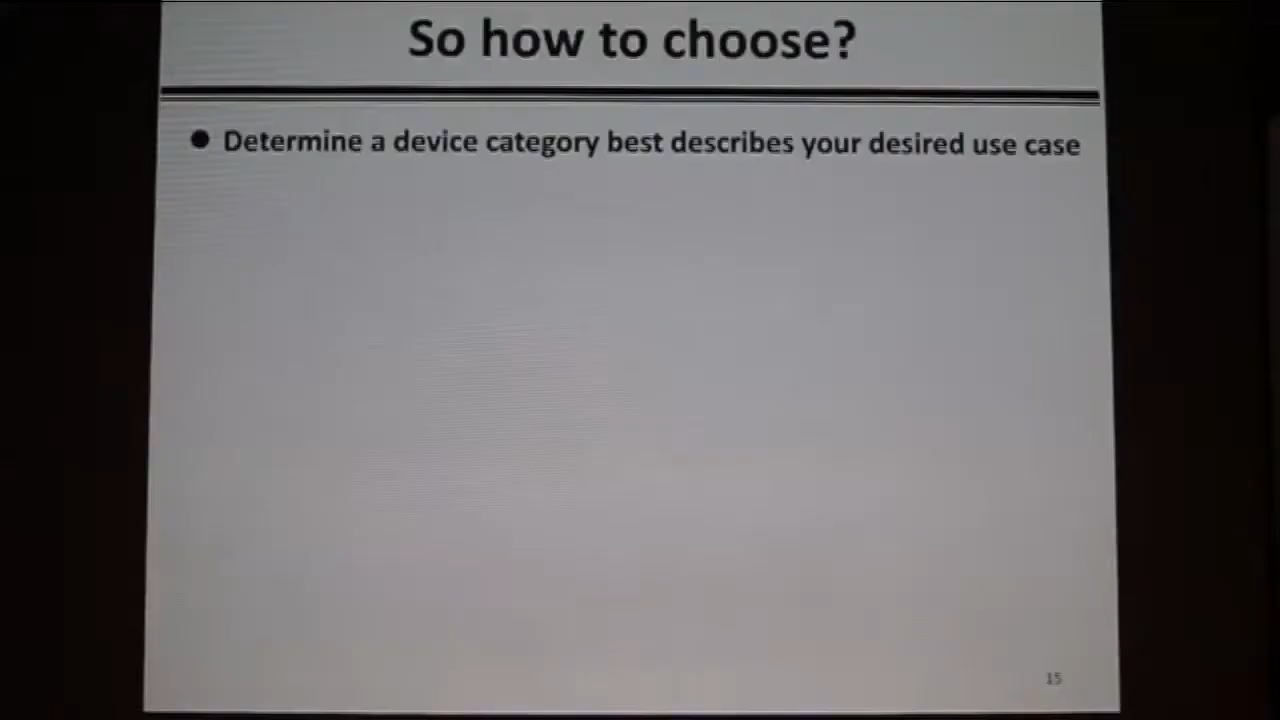 So how to choose?
● Determine a device category best describes your desired use case
15